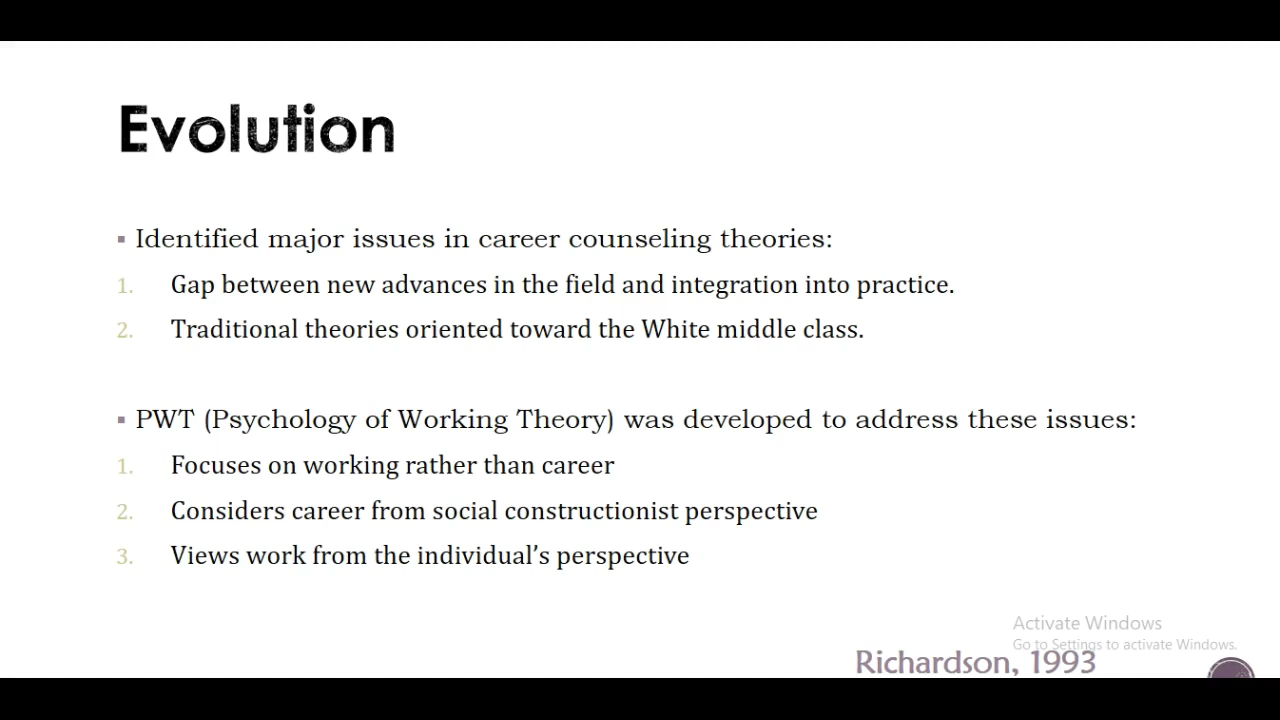 Evolution
▪ Identified major issues in career counseling theories:
1. Gap between new advances in the field and integration into practice.
2. Traditional theories oriented toward the White middle class.
▪ PWT (Psychology of Working Theory) was developed to address these issues:
1. Focuses on working rather than career
2. Considers career from social constructionist perspective
3. Views work from the individual’s perspective
Activate Windows
Go to Settings to activate Windows.
Richardson, 1993